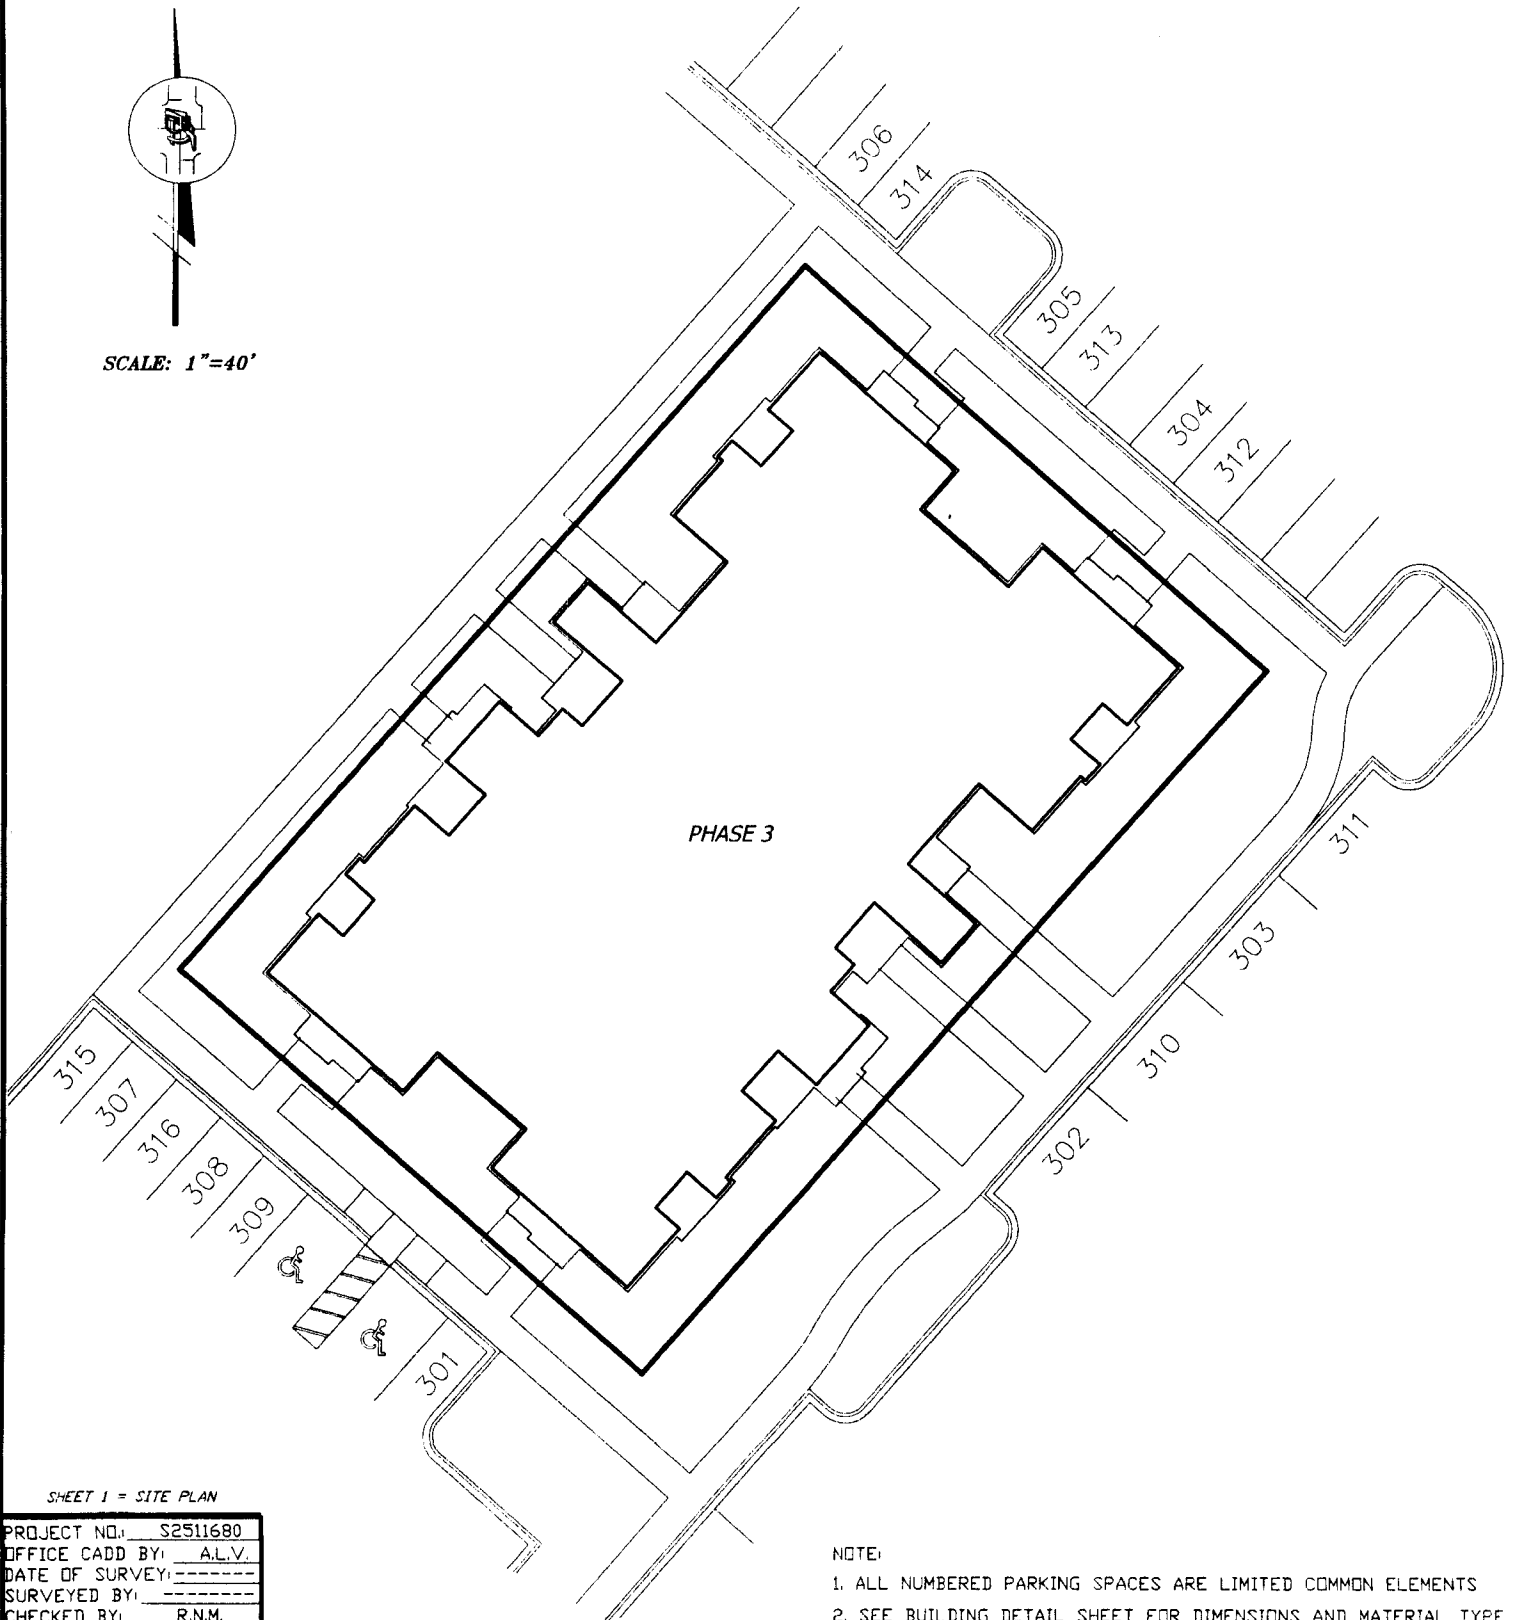 306
314
305
313
SCALE: 1"=40'
304
312
PHASE 3
311
303
315
310
307
316
302
308
309
301
SHEET 1 = SITE PLAN
PROJECT NO.: S2511680
OFFICE CADD BY: A.L.V.
DATE OF SURVEY: --------
SURVEYED BY: ---------
CHECKED BY: R.N.M.
NOTE:
1. ALL NUMBERED PARKING SPACES ARE LIMITED COMMON ELEMENTS
2. SEE BUILDING DETAIL SHEET FOR DIMENSIONS AND MATERIAL TYPE